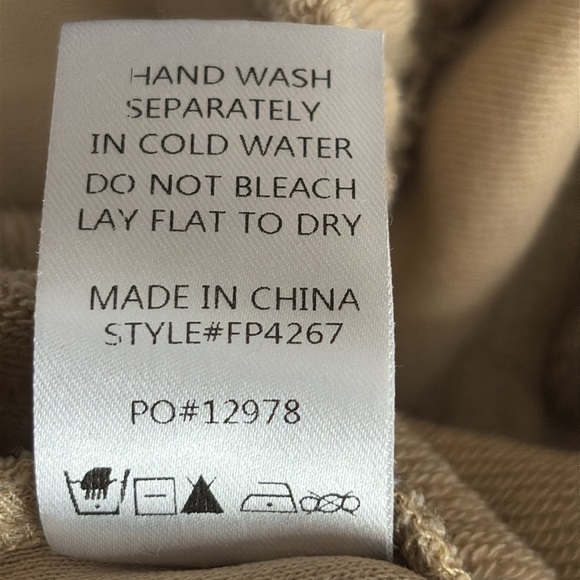 HAND WASH
SEPARATELY
IN COLD WATER
DO NOT BLEACH
LAY FLAT TO DRY
MADE IN CHINA
STYLE#FP4267
PO#12978